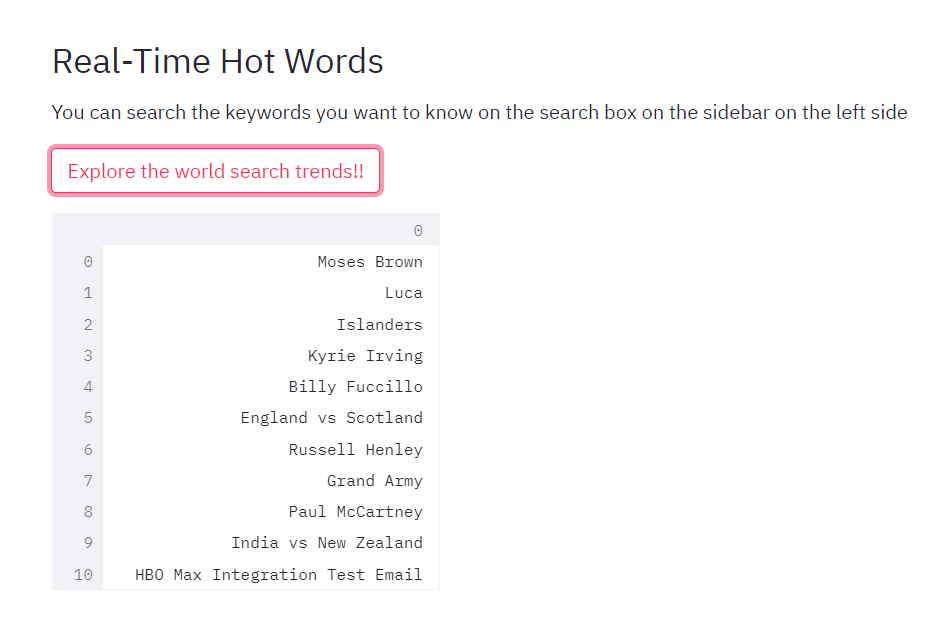 Real-Time Hot Words
You can search the keywords you want to know on the search box on the sidebar on the left side
Explore the world search trends!!
0
0 Moses Brown
1 Luca
2 Islanders
3 Kyrie Irving
4 Billy Fuccillo
5 England vs Scotland
6 Russell Henley
7 Grand Army
8 Paul McCartney
9 India vs New Zealand
10 HBO Max Integration Test Email